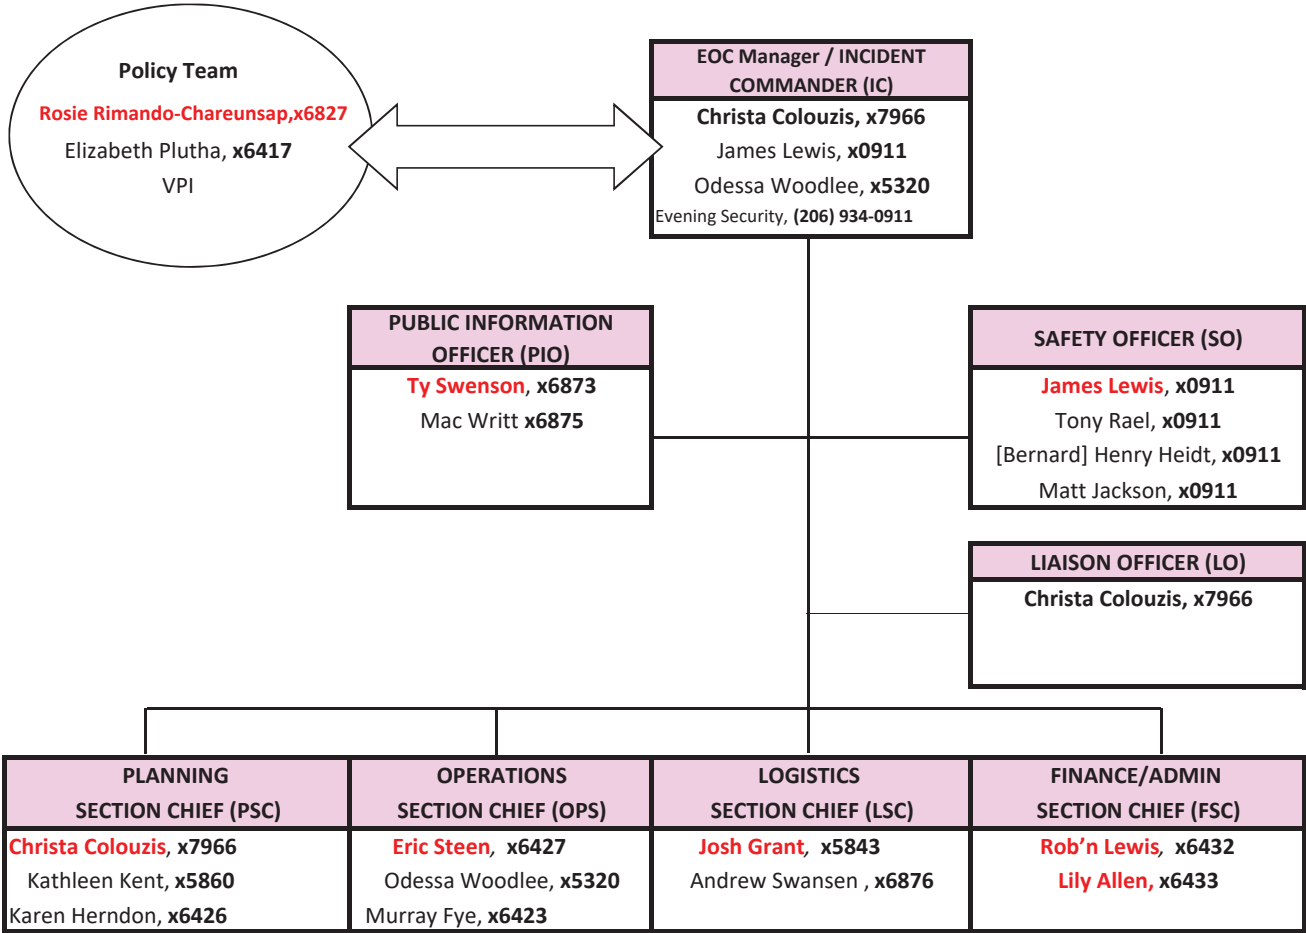 Policy Team
Rosie Rimando-Chareunsap,x6827
Elizabeth Plutha, x6417
VPI
EOC Manager / INCIDENT
COMMANDER (IC)
Christa Colouzis, x7966
James Lewis, x0911
Odessa Woodlee, x5320
Evening Security, (206) 934-0911
PUBLIC INFORMATION
OFFICER (PIO)
Ty Swenson, x6873
Mac Writt x6875
SAFETY OFFICER (SO)
James Lewis, x0911
Tony Rael, x0911
[Bernard] Henry Heidt, x0911
Matt Jackson, x0911
LIAISON OFFICER (LO)
Christa Colouzis, x7966
PLANNING
SECTION CHIEF (PSC)
Christa Colouzis, x7966
Kathleen Kent, x5860
Karen Herndon, x6426
OPERATIONS
SECTION CHIEF (OPS)
Eric Steen, x6427
Odessa Woodlee, x5320
Murray Fye, x6423
LOGISTICS
SECTION CHIEF (LSC)
Josh Grant, x5843
Andrew Swansen , x6876
FINANCE/ADMIN
SECTION CHIEF (FSC)
Rob’n Lewis, x6432
Lily Allen, x6433